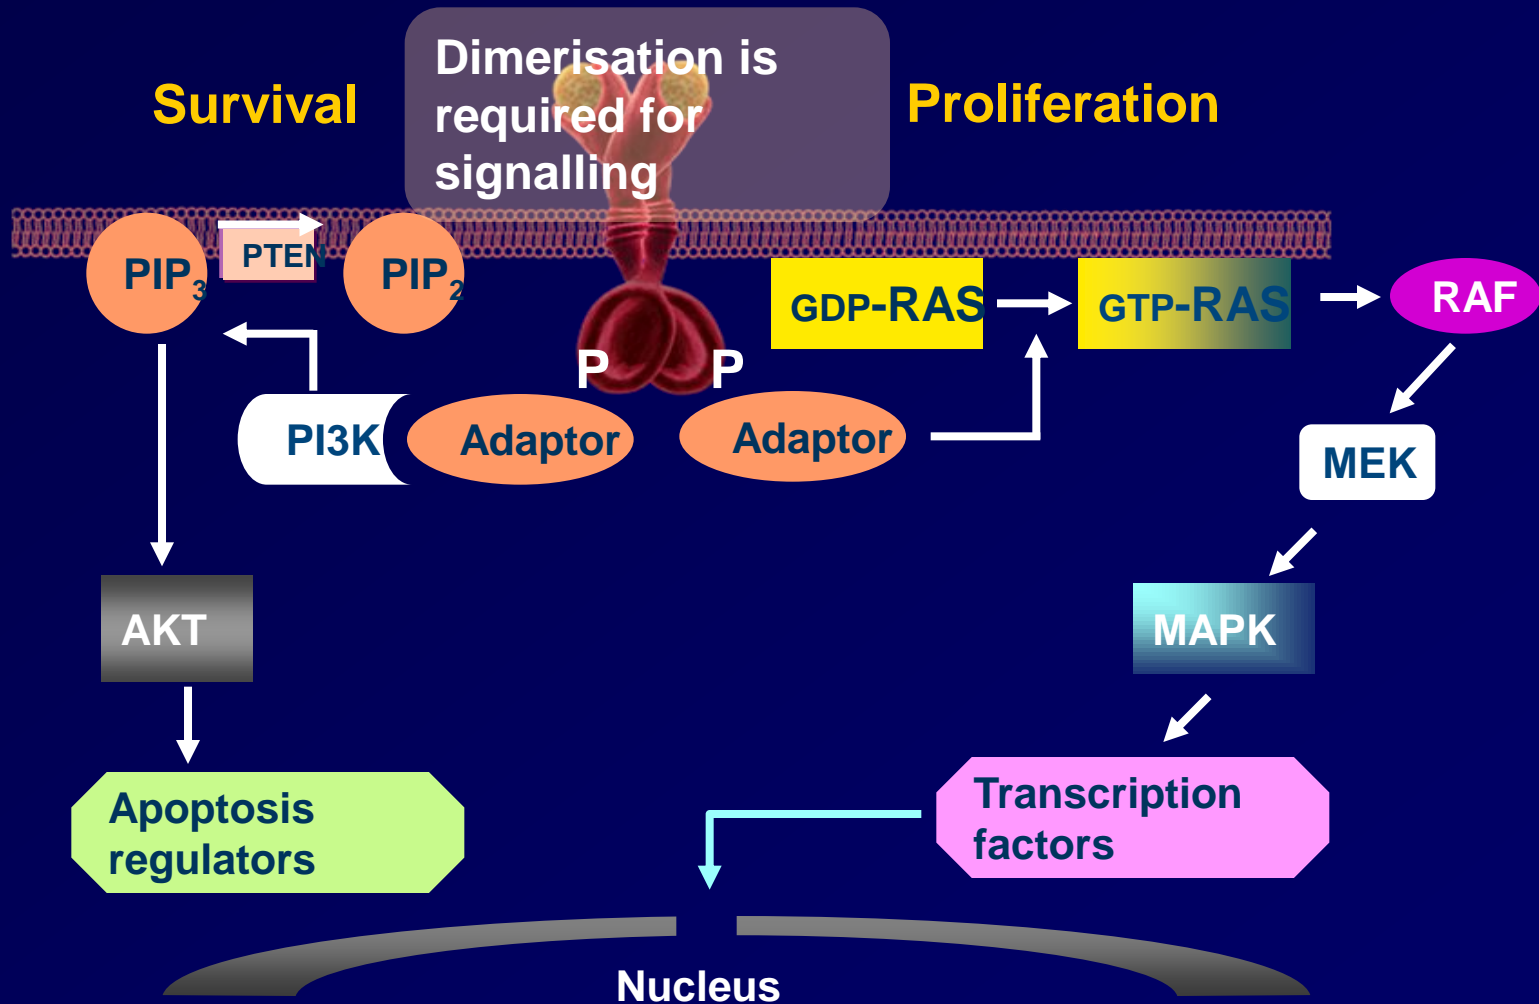 Dimerisation is
required for
signalling
Survival
Proliferation
PIP3
PTEN
PIP2
GDP-RAS
GTP-RAS
RAF
P
P
PI3K
Adaptor
Adaptor
MEK
AKT
MAPK
Apoptosis
regulators
Transcription
factors
Nucleus